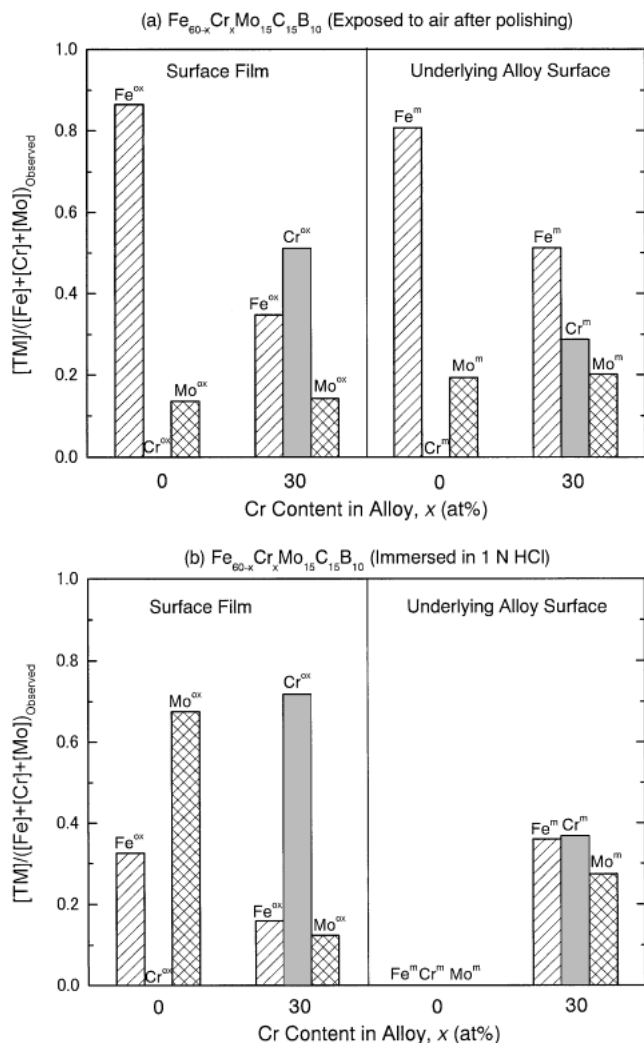 (a) Fe60-xCrxMo15C15B10 (Exposed to air after polishing)
Surface Film Underlying Alloy Surface
[TM]/([Fe]+[Cr]+[Mo])Observed
1.0
0.8
0.6
0.4
0.2
0.0
Feox
Crox
Moox
Feox
Crox
Moox
Fem
Crm
Mom
Fem
Crm
Mom
0 30 0 30
Cr Content in Alloy, x (at%)
(b) Fe60-xCrxMo15C15B10 (Immersed in 1 N HCl)
Surface Film Underlying Alloy Surface
[TM]/([Fe]+[Cr]+[Mo])Observed
1.0
0.8
0.6
0.4
0.2
0.0
Feox
Crox
Moox
Feox
Crox
Moox
Fem Crm Mom
Fem Crm
Mom
0 30 0 30
Cr Content in Alloy, x (at%)